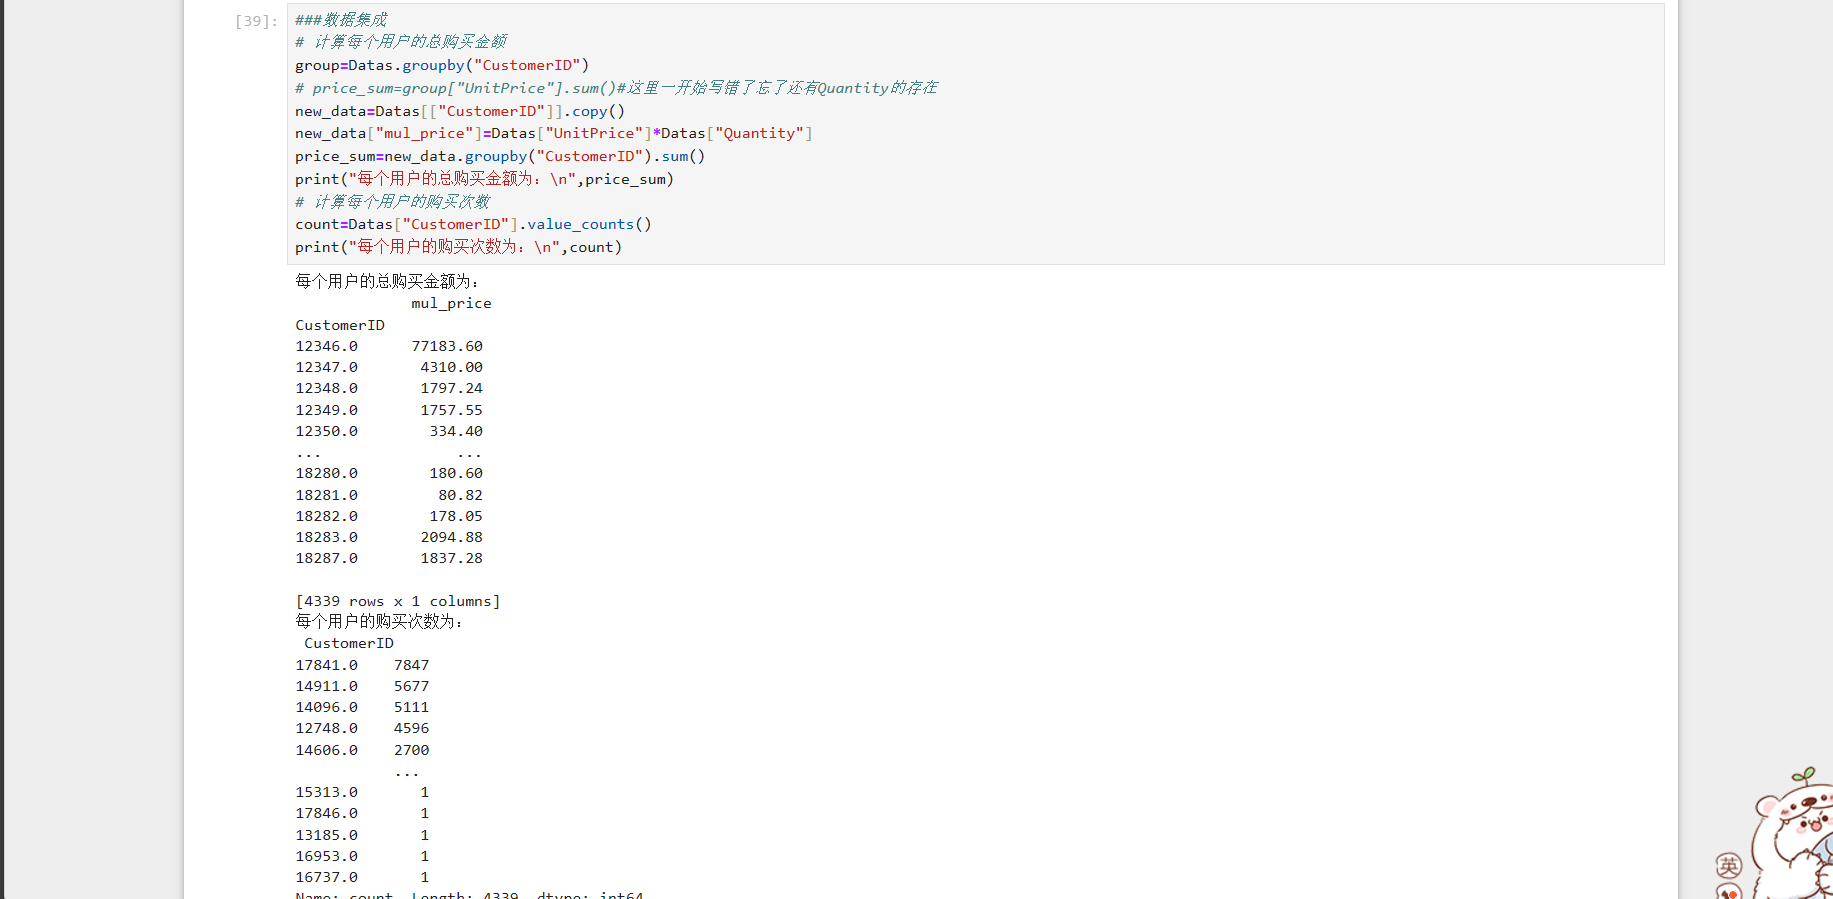 [39]:
###数据集成
# 计算每个用户的总购买金额
group=Datas.groupby("CustomerID")
# price_sum=group["UnitPrice"].sum()#这里一开始写错了忘了还有Quantity的存在
new_data=Datas[["CustomerID"]].copy()
new_data["mul_price"]=Datas["UnitPrice"]*Datas["Quantity"]
price_sum=new_data.groupby("CustomerID").sum()
print("每个用户的总购买金额为：\n",price_sum)
# 计算每个用户的购买次数
count=Datas["CustomerID"].value_counts()
print("每个用户的购买次数为：\n",count)
每个用户的总购买金额为：
mul_price
CustomerID
12346.0 77183.60
12347.0 4310.00
12348.0 1797.24
12349.0 1757.55
12350.0 334.40
... ...
18280.0 180.60
18281.0 80.82
18282.0 178.05
18283.0 2094.88
18287.0 1837.28
[4339 rows x 1 columns]
每个用户的购买次数为：
CustomerID
17841.0 7847
14911.0 5677
14096.0 5111
12748.0 4596
14606.0 2700
...
15313.0 1
17846.0 1
13185.0 1
16953.0 1
16737.0 1
Name: count, Length: 4339, dtype: int64
英